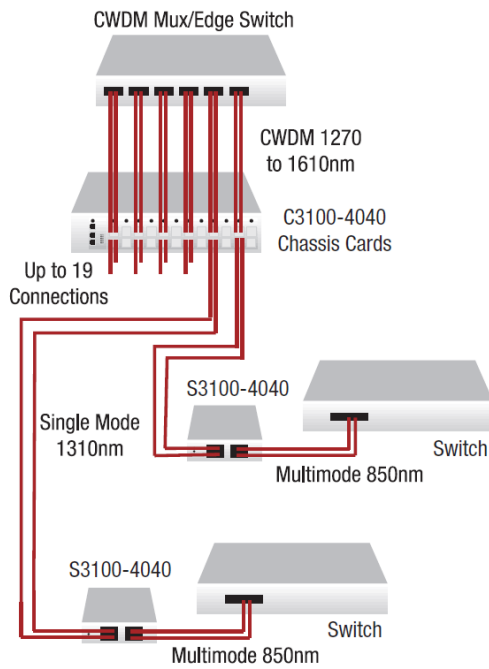 CWDM Mux/Edge Switch
CWDM 1270
to 1610nm
C3100-4040
Chassis Cards
Up to 19
Connections
S3100-4040
Single Mode
1310nm
Switch
Multimode 850nm
S3100-4040
Switch
Multimode 850nm